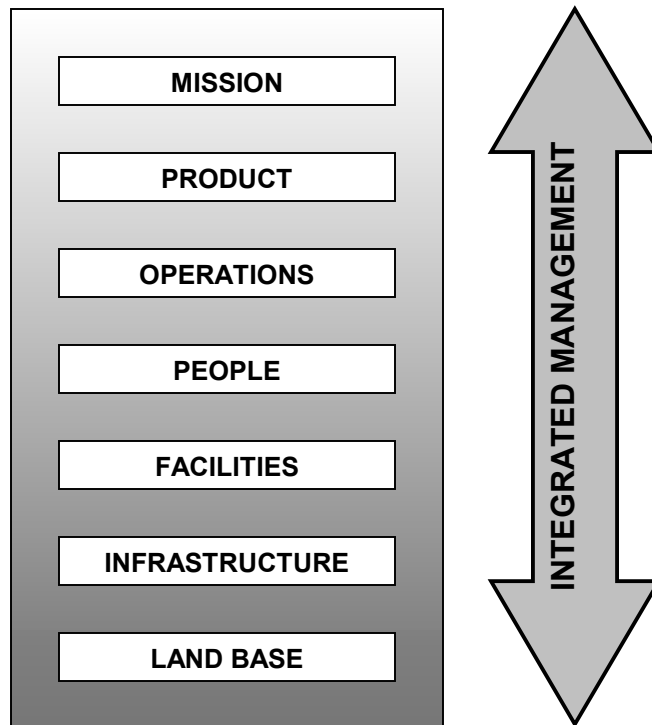 MISSION
PRODUCT
OPERATIONS
PEOPLE
FACILITIES
INFRASTRUCTURE
LAND BASE
INTEGRATED MANAGEMENT